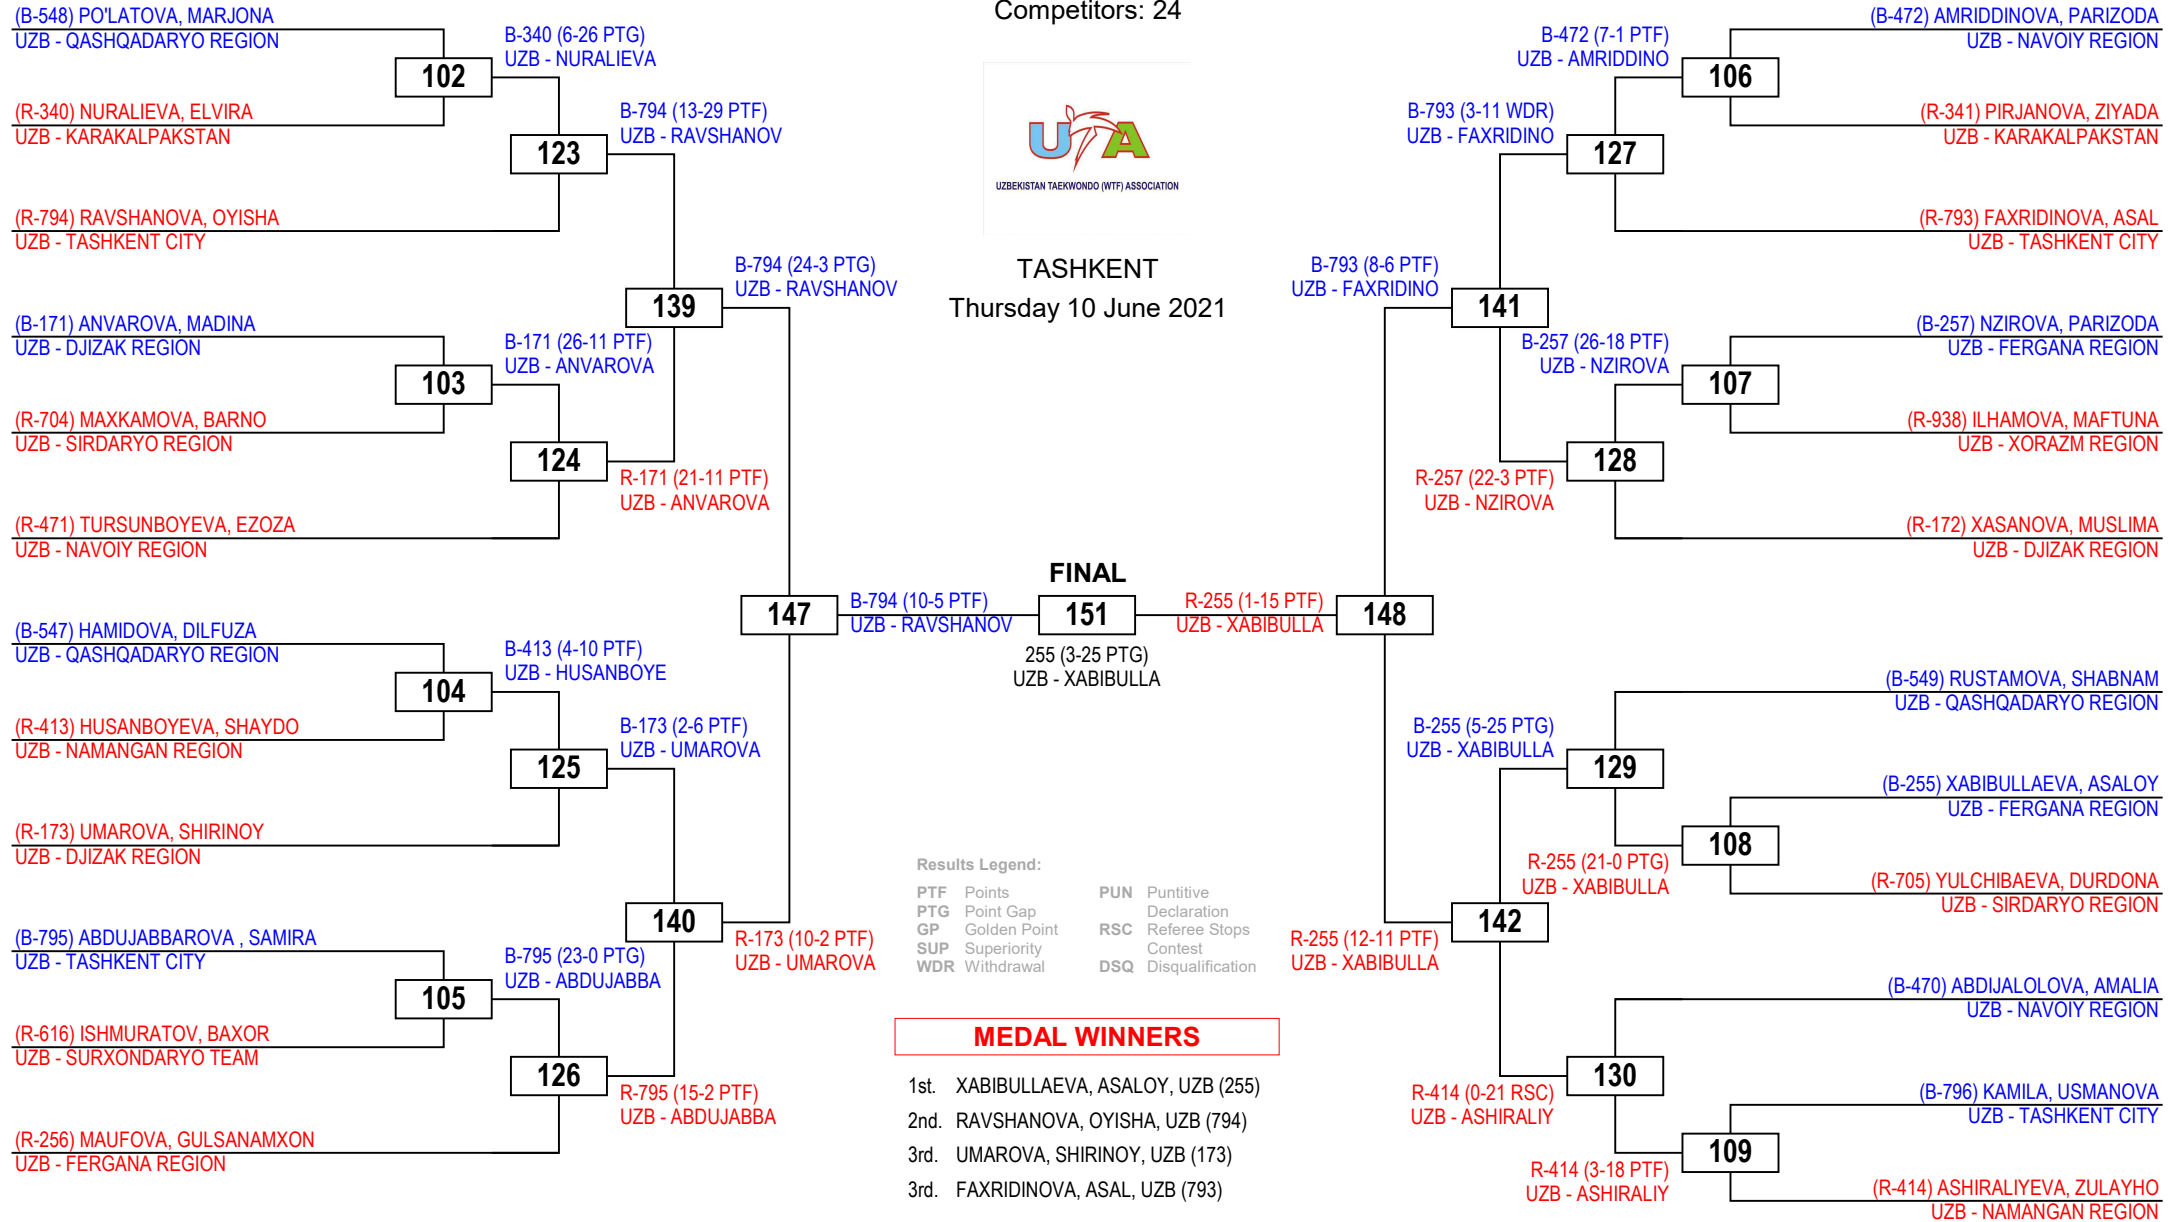 Competitors: 24
UZBEKISTAN TAEKWONDO (WTF) ASSOCIATION
TASHKENT
Thursday 10 June 2021
(B-548) PO'LATOVA, MARJONA
UZB - QASHQADARYO REGION
102
(R-340) NURALIEVA, ELVIRA
UZB - KARAKALPAKSTAN
B-340 (6-26 PTG)
UZB - NURALIEVA
123
(R-794) RAVSHANOVA, OYISHA
UZB - TASHKENT CITY
B-794 (13-29 PTF)
UZB - RAVSHANOV
139
(B-171) ANVAROVA, MADINA
UZB - DJIZAK REGION
103
(R-704) MAXKAMOVA, BARNO
UZB - SIRDARYO REGION
B-171 (26-11 PTF)
UZB - ANVAROVA
124
(R-471) TURSUNBOYEVA, EZOZA
UZB - NAVOIY REGION
R-171 (21-11 PTF)
UZB - ANVAROVA
B-794 (24-3 PTG)
UZB - RAVSHANOV
147
(B-547) HAMIDOVA, DILFUZA
UZB - QASHQADARYO REGION
104
(R-413) HUSANBOYEVA, SHAYDO
UZB - NAMANGAN REGION
B-413 (4-10 PTF)
UZB - HUSANBOYE
125
(R-173) UMAROVA, SHIRINOY
UZB - DJIZAK REGION
B-173 (2-6 PTF)
UZB - UMAROVA
140
(B-795) ABDUJABBAROVA , SAMIRA
UZB - TASHKENT CITY
105
(R-616) ISHMURATOV, BAXOR
UZB - SURXONDARYO TEAM
B-795 (23-0 PTG)
UZB - ABDUJABBA
126
(R-256) MAUFOVA, GULSANAMXON
UZB - FERGANA REGION
R-795 (15-2 PTF)
UZB - ABDUJABBA
R-173 (10-2 PTF)
UZB - UMAROVA
B-794 (10-5 PTF)
UZB - RAVSHANOV
FINAL
151
255 (3-25 PTG)
UZB - XABIBULLA
R-255 (1-15 PTF)
UZB - XABIBULLA
148
(B-472) AMRIDDINOVA, PARIZODA
UZB - NAVOIY REGION
106
(R-341) PIRJANOVA, ZIYADA
UZB - KARAKALPAKSTAN
B-472 (7-1 PTF)
UZB - AMRIDDINO
127
(R-793) FAXRIDINOVA, ASAL
UZB - TASHKENT CITY
B-793 (3-11 WDR)
UZB - FAXRIDINO
141
(B-257) NZIROVA, PARIZODA
UZB - FERGANA REGION
107
(R-938) ILHAMOVA, MAFTUNA
UZB - XORAZM REGION
B-257 (26-18 PTF)
UZB - NZIROVA
128
(R-172) XASANOVA, MUSLIMA
UZB - DJIZAK REGION
R-257 (22-3 PTF)
UZB - NZIROVA
B-793 (8-6 PTF)
UZB - FAXRIDINO
(B-549) RUSTAMOVA, SHABNAM
UZB - QASHQADARYO REGION
129
(B-255) XABIBULLAEVA, ASALOY
UZB - FERGANA REGION
108
(R-705) YULCHIBAEVA, DURDONA
UZB - SIRDARYO REGION
R-255 (21-0 PTG)
UZB - XABIBULLA
B-255 (5-25 PTG)
UZB - XABIBULLA
142
(B-470) ABDIJALOLOVA, AMALIA
UZB - NAVOIY REGION
130
(B-796) KAMILA, USMANOVA
UZB - TASHKENT CITY
109
(R-414) ASHIRALIYEVA, ZULAYHO
UZB - NAMANGAN REGION
R-414 (3-18 PTF)
UZB - ASHIRALIY
R-414 (0-21 RSC)
UZB - ASHIRALIY
R-255 (12-11 PTF)
UZB - XABIBULLA
Results Legend:
PTF Points
PTG Point Gap
GP Golden Point
SUP Superiority
WDR Withdrawal
PUN Puntitive
Declaration
RSC Referee Stops
Contest
DSQ Disqualification
MEDAL WINNERS
1st. XABIBULLAEVA, ASALOY, UZB (255)
2nd. RAVSHANOVA, OYISHA, UZB (794)
3rd. UMAROVA, SHIRINOY, UZB (173)
3rd. FAXRIDINOVA, ASAL, UZB (793)